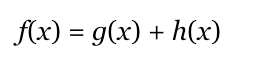 f(x) = g(x) + h(x)